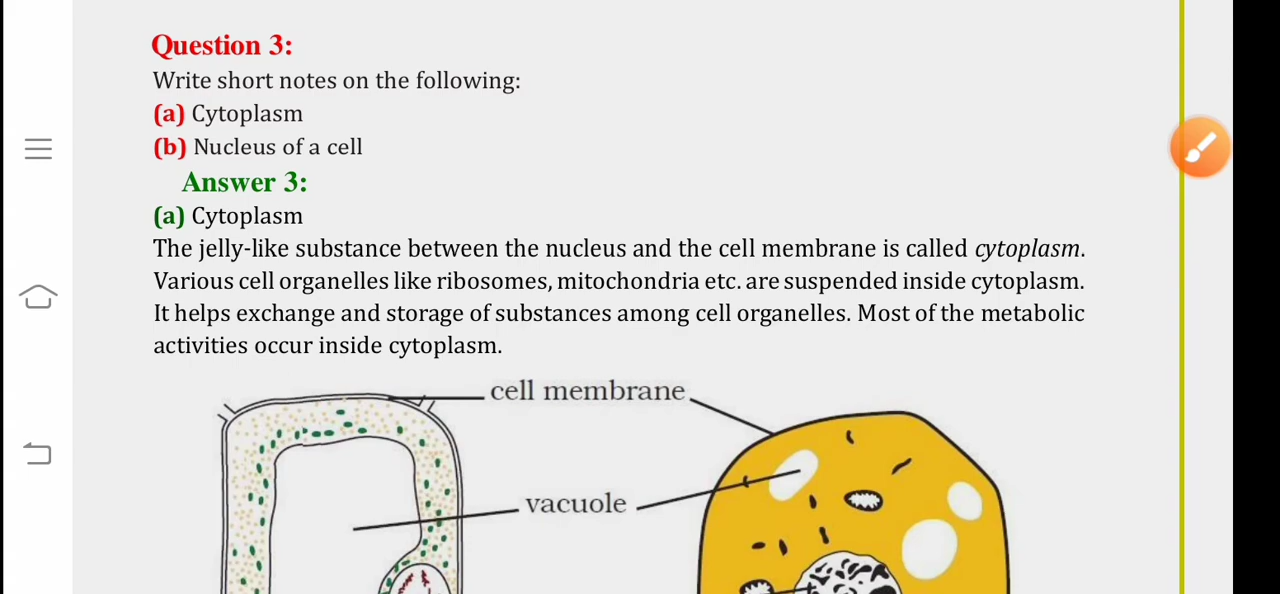 Question 3:
Write short notes on the following:
(a) Cytoplasm
(b) Nucleus of a cell
Answer 3:
(a) Cytoplasm
The jelly-like substance between the nucleus and the cell membrane is called cytoplasm.
Various cell organelles like ribosomes, mitochondria etc. are suspended inside cytoplasm.
It helps exchange and storage of substances among cell organelles. Most of the metabolic
activities occur inside cytoplasm.
cell membrane
vacuole